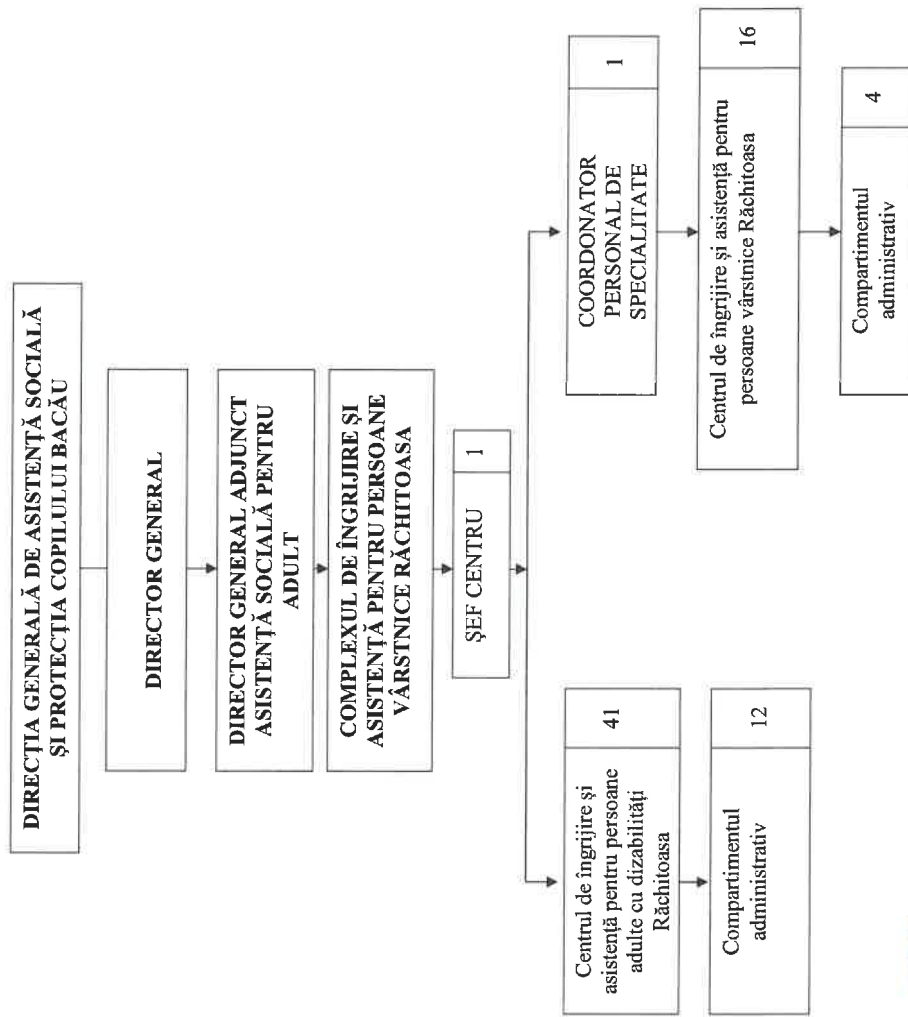 DIRECȚIA GENERALĂ DE ASISTENȚĂ SOCIALĂ
ȘI PROTECȚIA COPILULUI BACĂU
DIRECTOR GENERAL
DIRECTOR GENERAL ADJUNCT
ASISTENȚĂ SOCIALĂ PENTRU
ADULT
COMPLEXUL DE ÎNGRIJIRE ȘI
ASISTENȚĂ PENTRU PERSOANE
VÂRSTNICE RĂCHITOASA
ȘEF CENTRU
1
Centrul de îngrijire și
asistență pentru persoane
adulte cu dizabilități
Răchitoasa
41
Compartimentul
administrativ
12
COORDONATOR
PERSONAL DE
SPECIALITATE
1
Centrul de îngrijire și asistență pentru
persoane vârstnice Răchitoasa
16
Compartimentul
administrativ
4